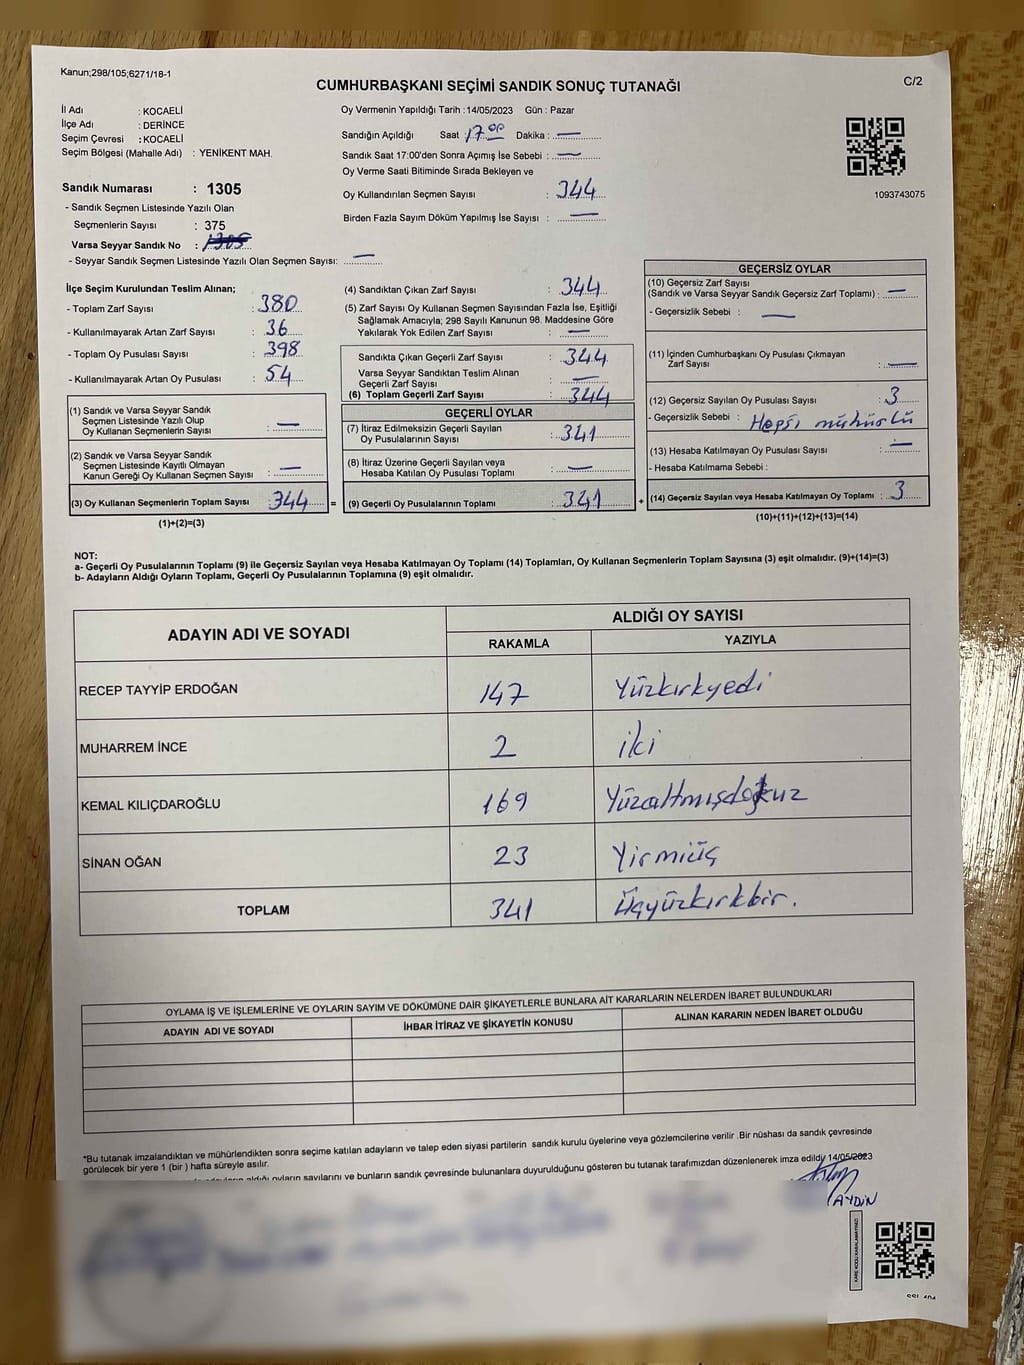 Kanun;298/105;6271/18-1
CUMHURBAŞKANI SEÇİMİ SANDIK SONUÇ TUTANAĞI
C/2
İl Adı : KOCAELİ
İlçe Adı : DERİNCE
Seçim Çevresi : KOCAELİ
Seçim Bölgesi (Mahalle Adı) : YENİKENT MAH.
Sandık Numarası : 1305
- Sandık Seçmen Listesinde Yazılı Olan
Seçmenlerin Sayısı : 375
Varsa Seyyar Sandık No : 1305
- Seyyar Sandık Seçmen Listesinde Yazılı Olan Seçmen Sayısı: —
Oy Vermenin Yapıldığı Tarih :14/05/2023 Gün : Pazar
Sandığın Açıldığı Saat 17.00 Dakika : —
Sandık Saat 17:00'den Sonra Açımış İse Sebebi : —
Oy Verme Saati Bitiminde Sırada Bekleyen ve
Oy Kullandırılan Seçmen Sayısı : 344
Birden Fazla Sayım Döküm Yapılmış İse Sayısı : —
1093743075
İlçe Seçim Kurulundan Teslim Alınan;
- Toplam Zarf Sayısı : 380
- Kullanılmayarak Artan Zarf Sayısı : 36
- Toplam Oy Pusulası Sayısı : 398
- Kullanılmayarak Artan Oy Pusulası : 54
(1) Sandık ve Varsa Seyyar Sandık
Seçmen Listesinde Yazılı Olup
Oy Kullanan Seçmenlerin Sayısı : —
(2) Sandık ve Varsa Seyyar Sandık
Seçmen Listesinde Kayıtlı Olmayan
Kanun Gereği Oy Kullanan Seçmen Sayısı : —
(3) Oy Kullanan Seçmenlerin Toplam Sayısı : 344 =
(1)+(2)=(3)
(4) Sandıktan Çıkan Zarf Sayısı : 344
(5) Zarf Sayısı Oy Kullanan Seçmen Sayısından Fazla İse, Eşitliği
Sağlamak Amacıyla; 298 Sayılı Kanunun 98. Maddesine Göre
Yakılarak Yok Edilen Zarf Sayısı : —
Sandıkta Çıkan Geçerli Zarf Sayısı : 344
Varsa Seyyar Sandıktan Teslim Alınan
Geçerli Zarf Sayısı : —
(6) Toplam Geçerli Zarf Sayısı : 344
GEÇERLİ OYLAR
(7) İtiraz Edilmeksizin Geçerli Sayılan
Oy Pusulalarının Sayısı : 341
(8) İtiraz Üzerine Geçerli Sayılan veya
Hesaba Katılan Oy Pusulası Toplamı : —
(9) Geçerli Oy Pusulalarının Toplamı : 341 +
GEÇERSİZ OYLAR
(10) Geçersiz Zarf Sayısı
(Sandık ve Varsa Seyyar Sandık Geçersiz Zarf Toplamı) : —
- Geçersizlik Sebebi : —
(11) İçinden Cumhurbaşkanı Oy Pusulası Çıkmayan
Zarf Sayısı : —
(12) Geçersiz Sayılan Oy Pusulası Sayısı : 3
- Geçersizlik Sebebi : Hepsi mühürlü
(13) Hesaba Katılmayan Oy Pusulası Sayısı : —
- Hesaba Katılmama Sebebi :
(14) Geçersiz Sayılan veya Hesaba Katılmayan Oy Toplamı : 3
(10)+(11)+(12)+(13)=(14)
NOT:
a- Geçerli Oy Pusulalarının Toplamı (9) ile Geçersiz Sayılan veya Hesaba Katılmayan Oy Toplamı (14) Toplamları, Oy Kullanan Seçmenlerin Toplam Sayısına (3) eşit olmalıdır. (9)+(14)=(3)
b- Adayların Aldığı Oyların Toplamı, Geçerli Oy Pusulalarının Toplamına (9) eşit olmalıdır.
ADAYIN ADI VE SOYADI
ALDIĞI OY SAYISI
RAKAMLA YAZIYLA
RECEP TAYYİP ERDOĞAN 147 Yüzkırkyedi
MUHARREM İNCE 2 iki
KEMAL KILIÇDAROĞLU 169 Yüzaltmışdokuz
SİNAN OĞAN 23 Yirmiüç
TOPLAM 341 Üçyüzkırkbir.
OYLAMA İŞ VE İŞLEMLERİNE VE OYLARIN SAYIM VE DÖKÜMÜNE DAİR ŞİKAYETLERLE BUNLARA AİT KARARLARIN NELERDEN İBARET BULUNDUKLARI
ADAYIN ADI VE SOYADI İHBAR İTİRAZ VE ŞİKAYETİN KONUSU ALINAN KARARIN NEDEN İBARET OLDUĞU
*Bu tutanak imzalandıktan ve mühürlendikten sonra seçime katılan adayların ve talep eden siyasi partilerin sandık kurulu üyelerine veya gözlemcilerine verilir .Bir nüshası da sandık çevresinde
görülecek bir yere 1 (bir ) hafta süreyle asılır.
aldığı oyların sayılarını ve bunların sandık çevresinde bulunanlara duyurulduğunu gösteren bu tutanak tarafımızdan düzenlenerek imza edildi/ 14/05/2023
AYDIN